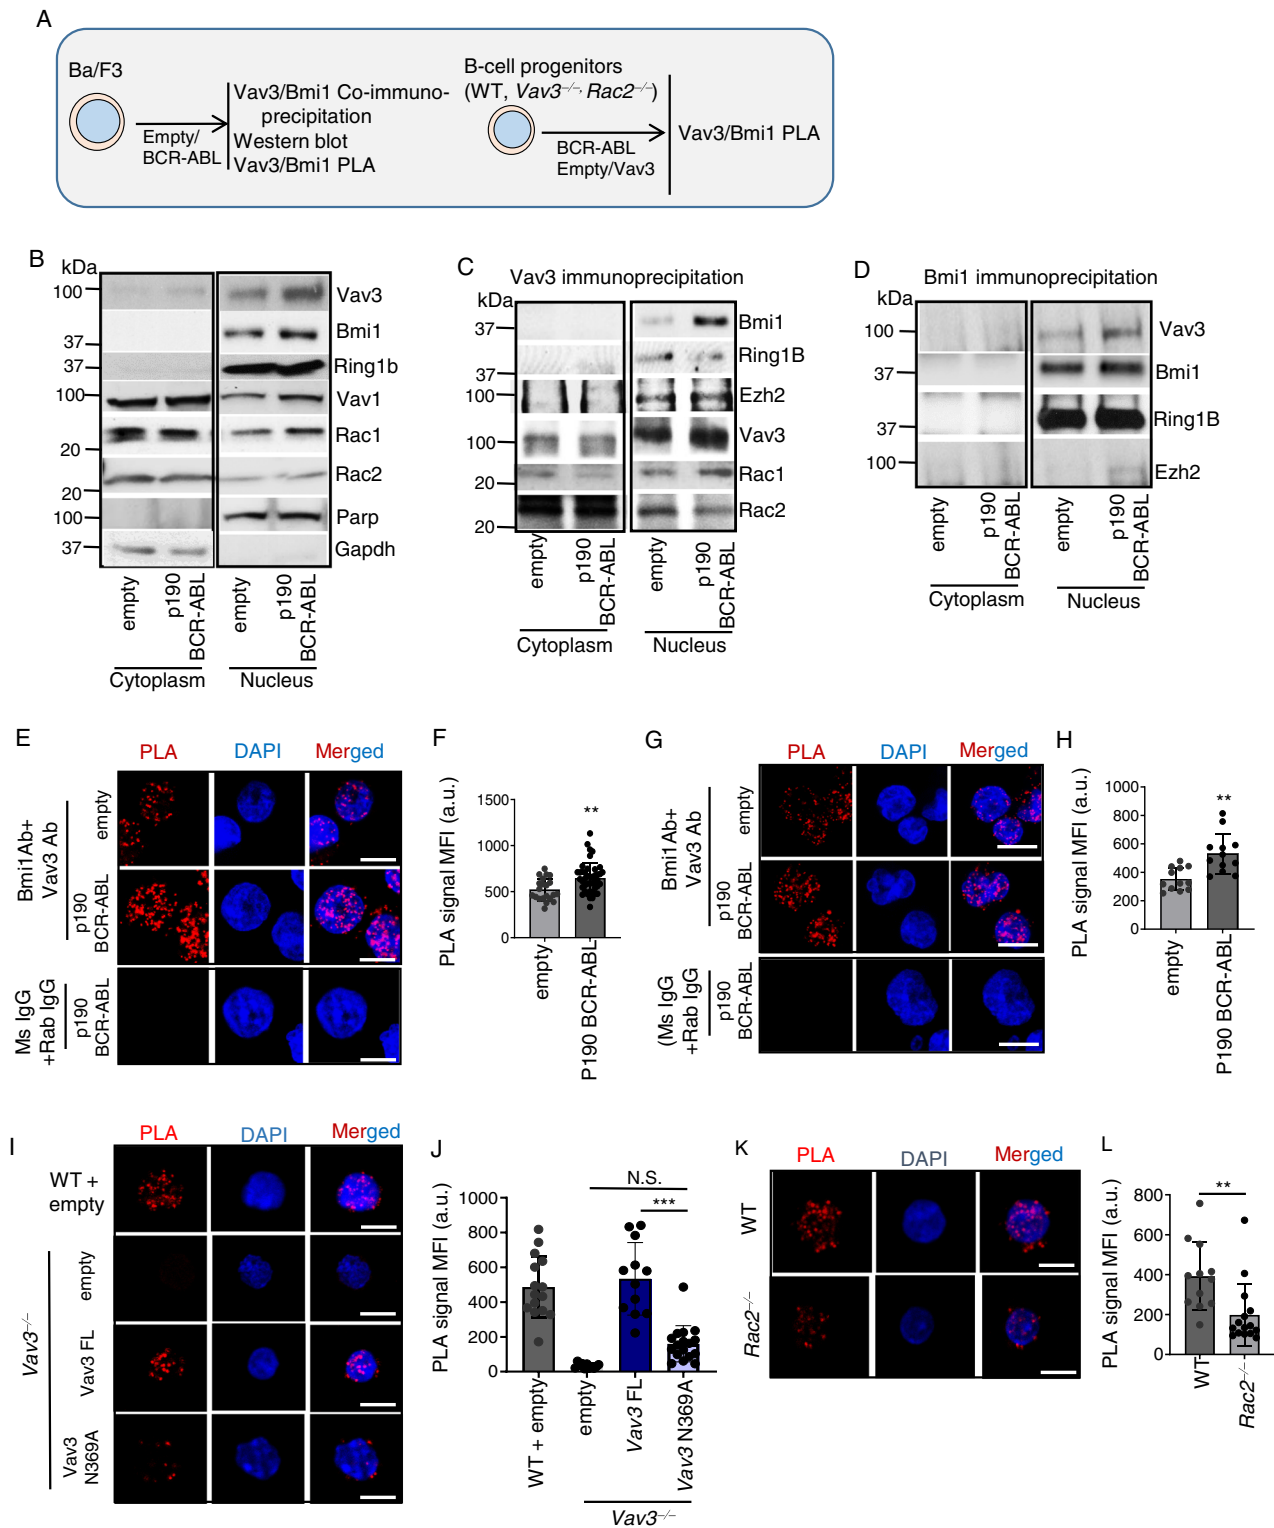 A
Ba/F3
Empty/
BCR-ABL
Vav3/Bmi1 Co-immuno-
precipitation
Western blot
Vav3/Bmi1 PLA
B-cell progenitors
(WT, Vav3–/–, Rac2–/–)
BCR-ABL
Empty/Vav3
Vav3/Bmi1 PLA
B
kDa
100
Vav3
Bmi1
37
37
Ring1b
100
Vav1
Rac1
20
Rac2
20
100
Parp
37
Gapdh
empty
p190
BCR-ABL
empty
p190
BCR-ABL
Cytoplasm
Nucleus
C
Vav3 immunoprecipitation
kDa
37
Bmi1
Ring1B
37
100
Ezh2
100
Vav3
20
Rac1
Rac2
20
empty
p190
BCR-ABL
empty
p190
BCR-ABL
Cytoplasm
Nucleus
D
Bmi1 immunoprecipitation
kDa
100
Vav3
37
Bmi1
37
Ring1B
100
Ezh2
empty
p190
BCR-ABL
empty
p190
BCR-ABL
Cytoplasm
Nucleus
E
PLA
DAPI
Merged
Bmi1Ab+
Vav3 Ab
empty
p190
BCR-ABL
Ms IgG
+Rab IgG
p190
BCR-ABL
F
PLA signal MFI (a.u.)
1500
1000
500
0
**
empty
P190 BCR-ABL
G
PLA
DAPI
Merged
Bmi1Ab+
Vav3 Ab
empty
p190
BCR-ABL
(Ms IgG
+Rab IgG
p190
BCR-ABL
H
PLA signal MFI (a.u.)
1000
800
600
400
200
0
**
empty
P190 BCR-ABL
I
PLA
DAPI
Merged
WT +
empty
Vav3–/–
empty
Vav3 FL
Vav3
N369A
J
PLA signal MFI (a.u.)
1000
800
600
400
200
0
N.S.
***
WT + empty
empty
Vav3 FL
Vav3 N369A
Vav3–/–
K
PLA
DAPI
Merged
WT
Rac2–/–
L
PLA signal MFI (a.u.)
800
600
400
200
0
**
WT
Rac2–/–